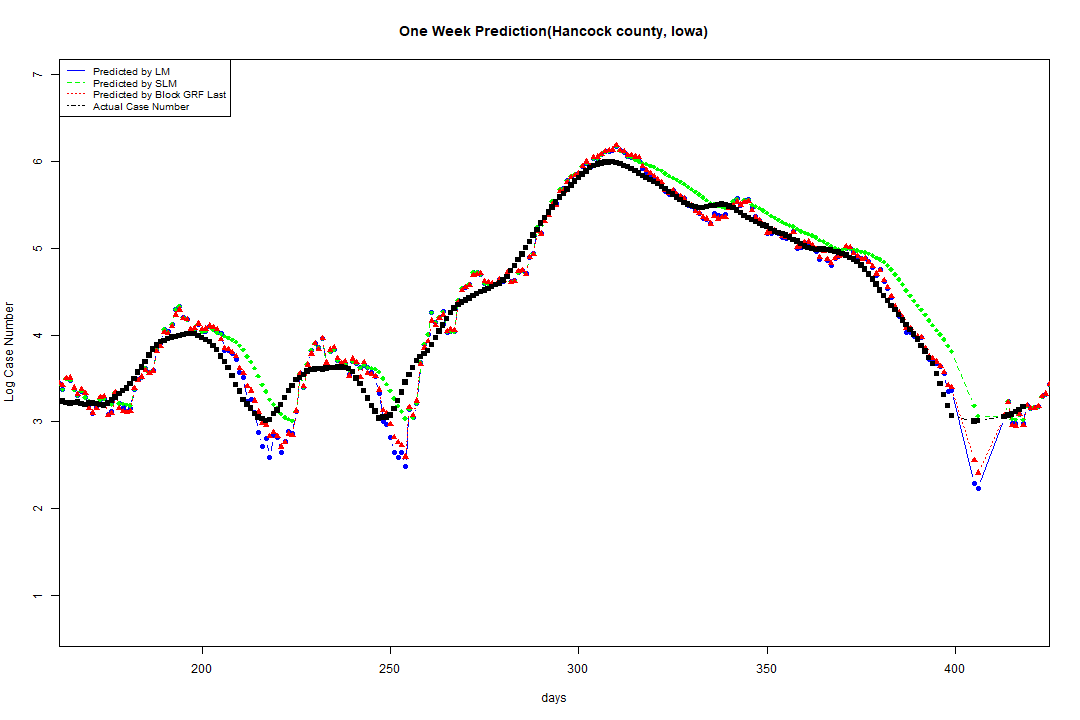 One Week Prediction(Hancock county, Iowa)
Predicted by LM
Predicted by SLM
Predicted by Block GRF Last
Actual Case Number
7
6
5
4
3
2
1
Log Case Number
200 250 300 350 400
days